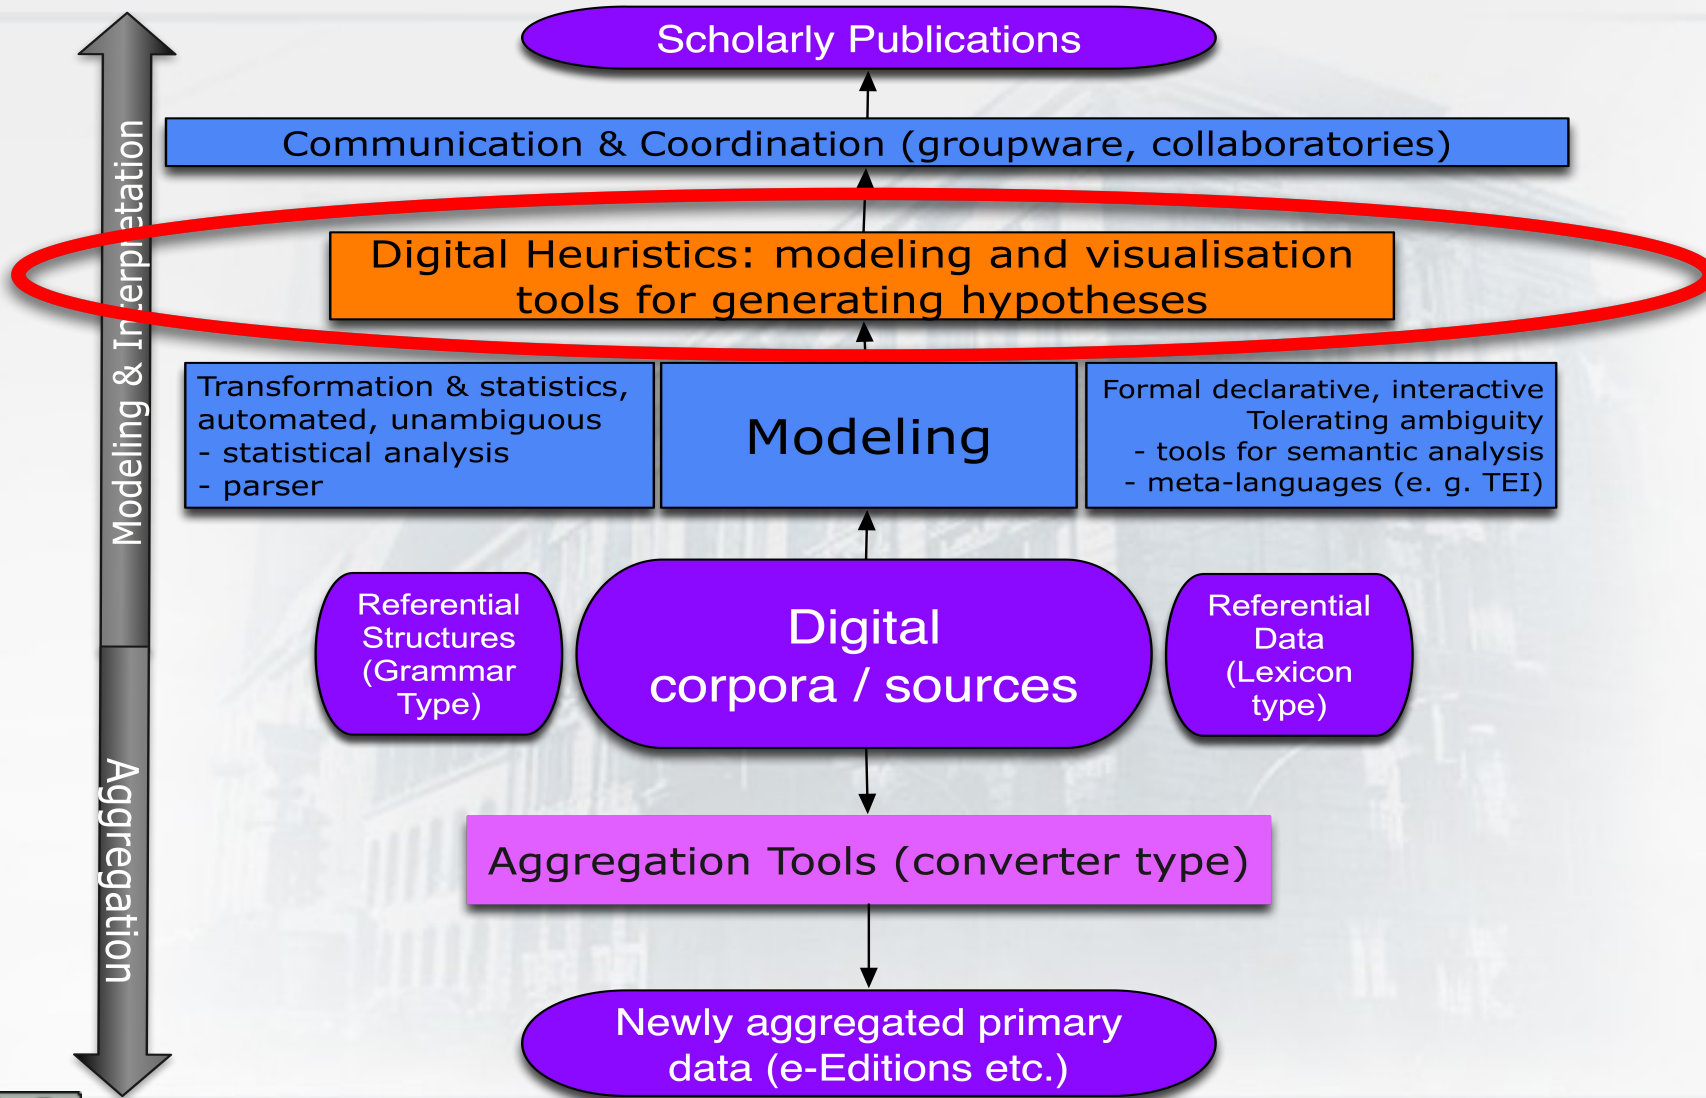 Scholarly Publications
Communication & Coordination (groupware, collaboratories)
Modeling & Interpretation
Digital Heuristics: modeling and visualisation
tools for generating hypotheses
Transformation & statistics,
automated, unambiguous
- statistical analysis
- parser
Modeling
Formal declarative, interactive
Tolerating ambiguity
- tools for semantic analysis
- meta-languages (e. g. TEI)
Referential
Structures
(Grammar
Type)
Digital
corpora / sources
Referential
Data
(Lexicon
type)
Aggregation
Aggregation Tools (converter type)
Newly aggregated primary
data (e-Editions etc.)